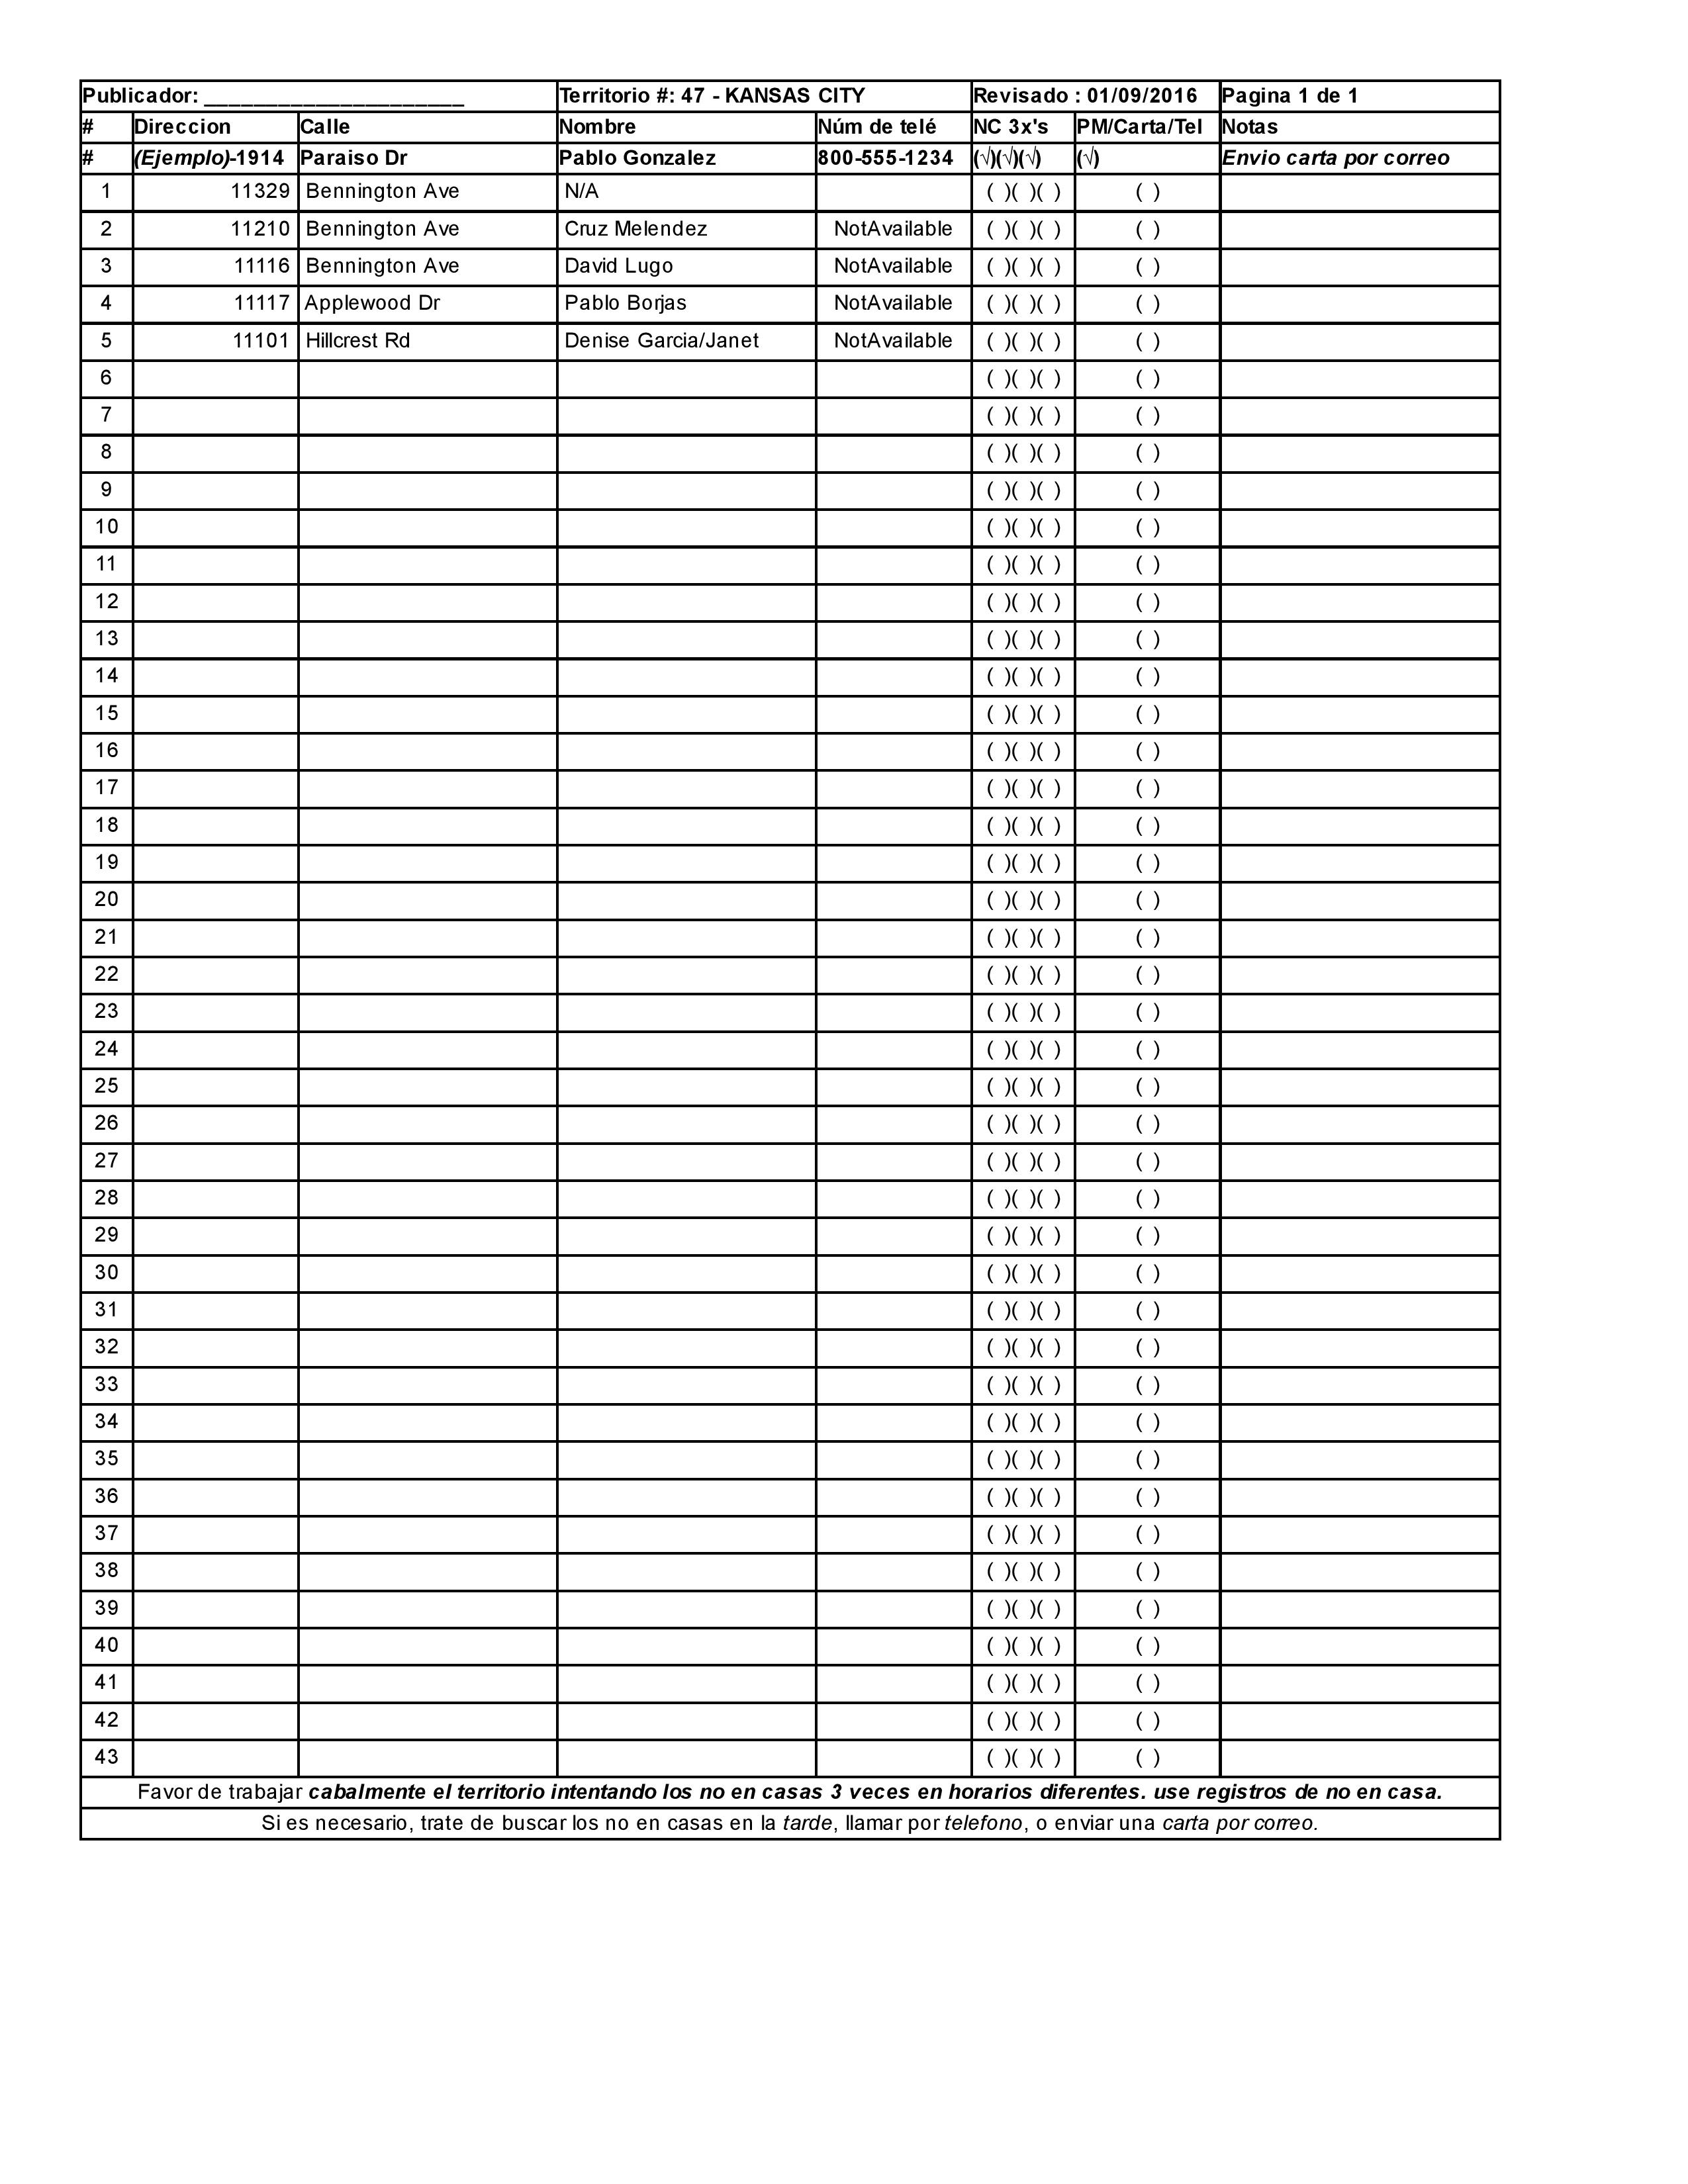 Publicador: _____________________ Territorio #: 47 - KANSAS CITY Revisado : 01/09/2016 Pagina 1 de 1
# Direccion Calle Nombre Núm de telé NC 3x's PM/Carta/Tel Notas
# (Ejemplo)-1914 Paraiso Dr Pablo Gonzalez 800-555-1234 (√)(√)(√) (√) Envio carta por correo
1 11329 Bennington Ave N/A ( )( )( ) ( )
2 11210 Bennington Ave Cruz Melendez NotAvailable ( )( )( ) ( )
3 11116 Bennington Ave David Lugo NotAvailable ( )( )( ) ( )
4 11117 Applewood Dr Pablo Borjas NotAvailable ( )( )( ) ( )
5 11101 Hillcrest Rd Denise Garcia/Janet NotAvailable ( )( )( ) ( )
6 ( )( )( ) ( )
7 ( )( )( ) ( )
8 ( )( )( ) ( )
9 ( )( )( ) ( )
10 ( )( )( ) ( )
11 ( )( )( ) ( )
12 ( )( )( ) ( )
13 ( )( )( ) ( )
14 ( )( )( ) ( )
15 ( )( )( ) ( )
16 ( )( )( ) ( )
17 ( )( )( ) ( )
18 ( )( )( ) ( )
19 ( )( )( ) ( )
20 ( )( )( ) ( )
21 ( )( )( ) ( )
22 ( )( )( ) ( )
23 ( )( )( ) ( )
24 ( )( )( ) ( )
25 ( )( )( ) ( )
26 ( )( )( ) ( )
27 ( )( )( ) ( )
28 ( )( )( ) ( )
29 ( )( )( ) ( )
30 ( )( )( ) ( )
31 ( )( )( ) ( )
32 ( )( )( ) ( )
33 ( )( )( ) ( )
34 ( )( )( ) ( )
35 ( )( )( ) ( )
36 ( )( )( ) ( )
37 ( )( )( ) ( )
38 ( )( )( ) ( )
39 ( )( )( ) ( )
40 ( )( )( ) ( )
41 ( )( )( ) ( )
42 ( )( )( ) ( )
43 ( )( )( ) ( )
Favor de trabajar cabalmente el territorio intentando los no en casas 3 veces en horarios diferentes. use registros de no en casa.
Si es necesario, trate de buscar los no en casas en la tarde, llamar por telefono, o enviar una carta por correo.